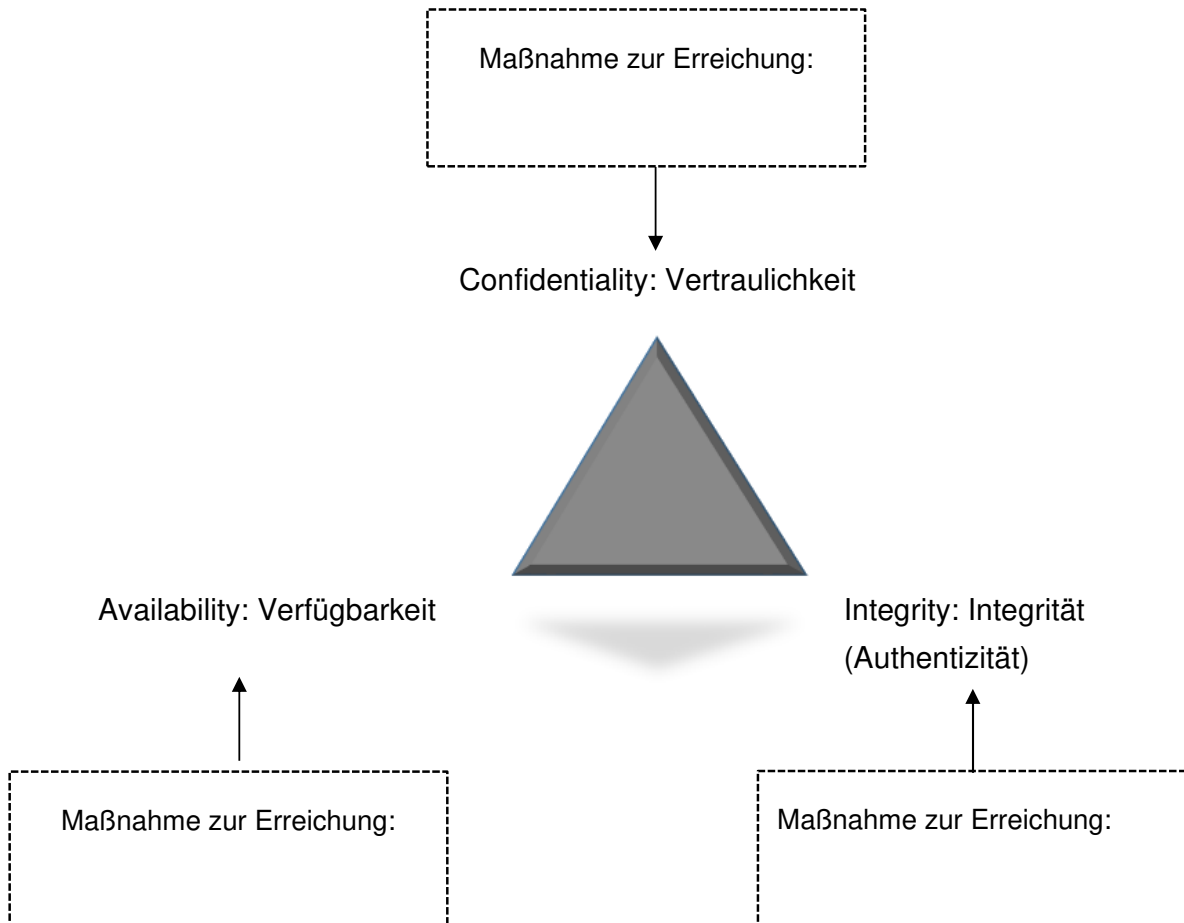 Maßnahme zur Erreichung:
Confidentiality: Vertraulichkeit
Availability: Verfügbarkeit
Integrity: Integrität
(Authentizität)
Maßnahme zur Erreichung:
Maßnahme zur Erreichung: